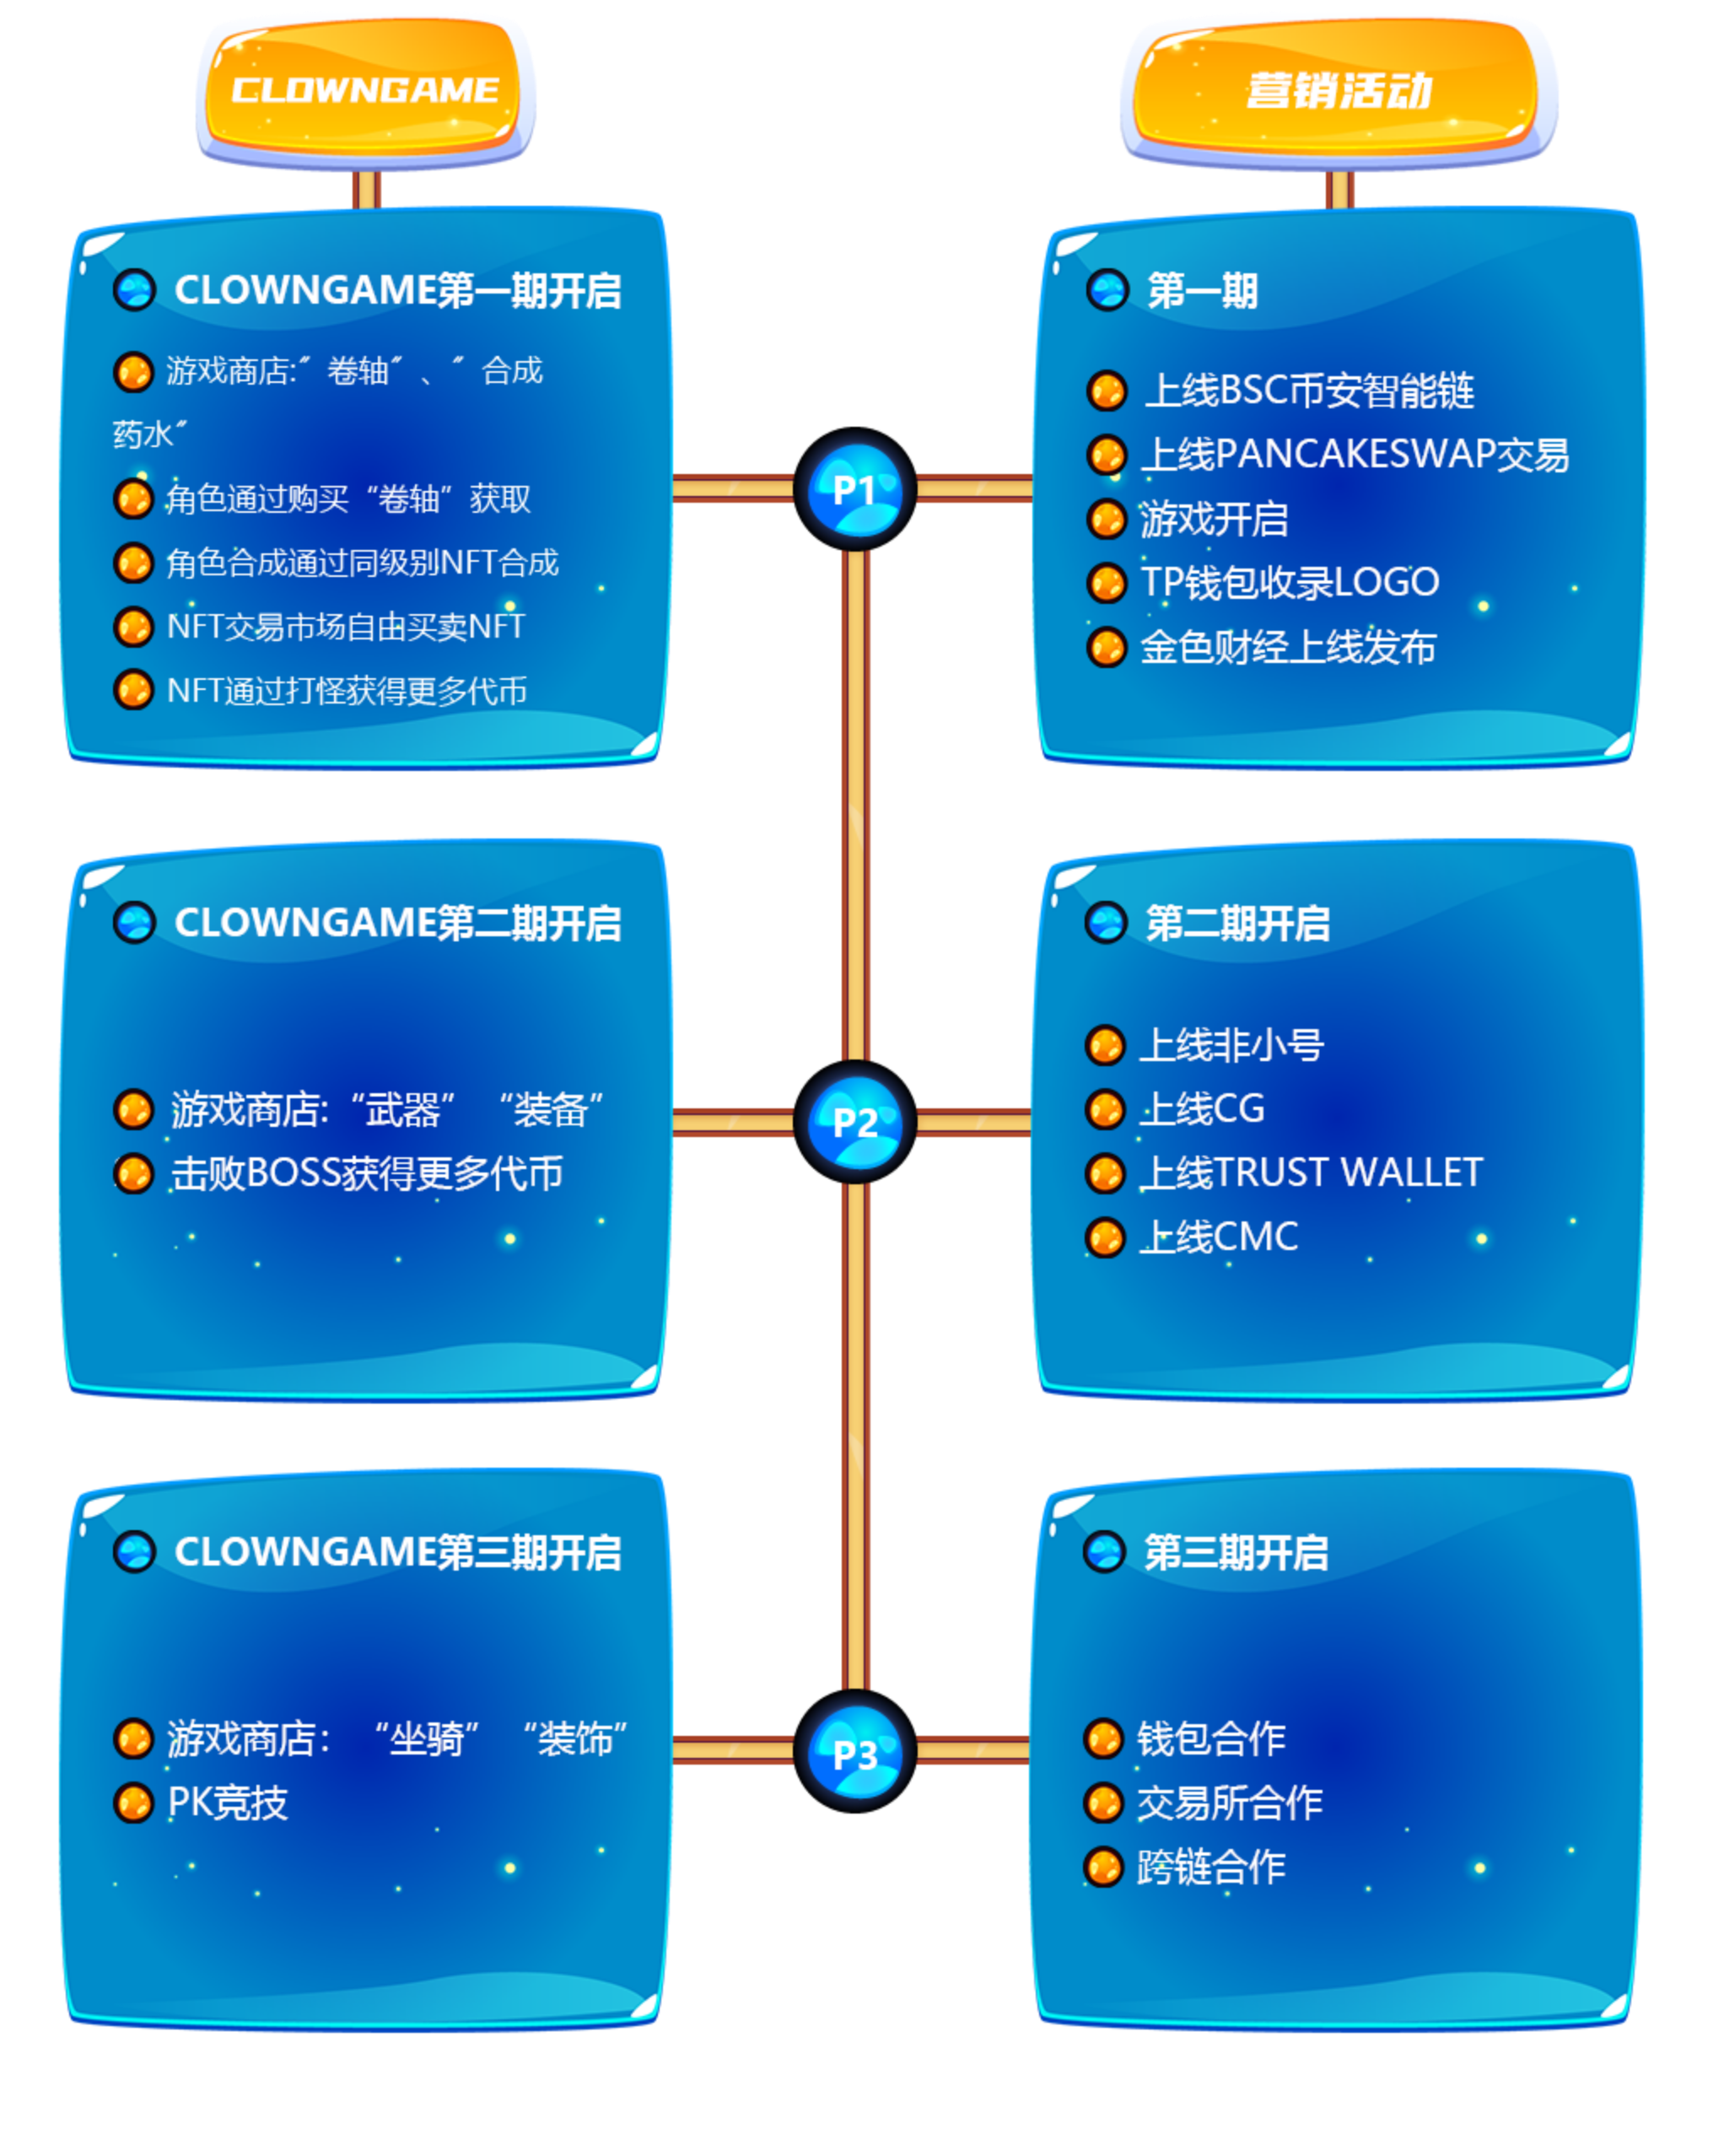 CLOWNGAME
营销活动
CLOWNGAME第一期开启
游戏商店:″ 卷轴″ 、″ 合成
药水″
角色通过购买“卷轴”获取
角色合成通过同级别NFT合成
NFT交易市场自由买卖NFT
NFT通过打怪获得更多代币
P1
第一期
上线BSC币安智能链
上线PANCAKESWAP交易
游戏开启
TP钱包收录LOGO
金色财经上线发布
CLOWNGAME第二期开启
游戏商店:“武器” “装备”
击败BOSS获得更多代币
P2
第二期开启
上线非小号
上线CG
上线TRUST WALLET
上线CMC
CLOWNGAME第三期开启
游戏商店： “坐骑” “装饰”
PK竞技
P3
第三期开启
钱包合作
交易所合作
跨链合作